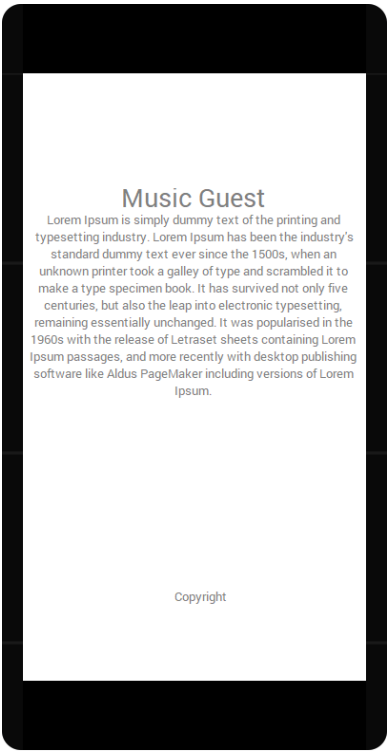 Music Guest
Lorem Ipsum is simply dummy text of the printing and
typesetting industry. Lorem Ipsum has been the industry's
standard dummy text ever since the 1500s, when an
unknown printer took a galley of type and scrambled it to
make a type specimen book. It has survived not only five
centuries, but also the leap into electronic typesetting,
remaining essentially unchanged. It was popularised in the
1960s with the release of Letraset sheets containing Lorem
Ipsum passages, and more recently with desktop publishing
software like Aldus PageMaker including versions of Lorem
Ipsum.
Copyright